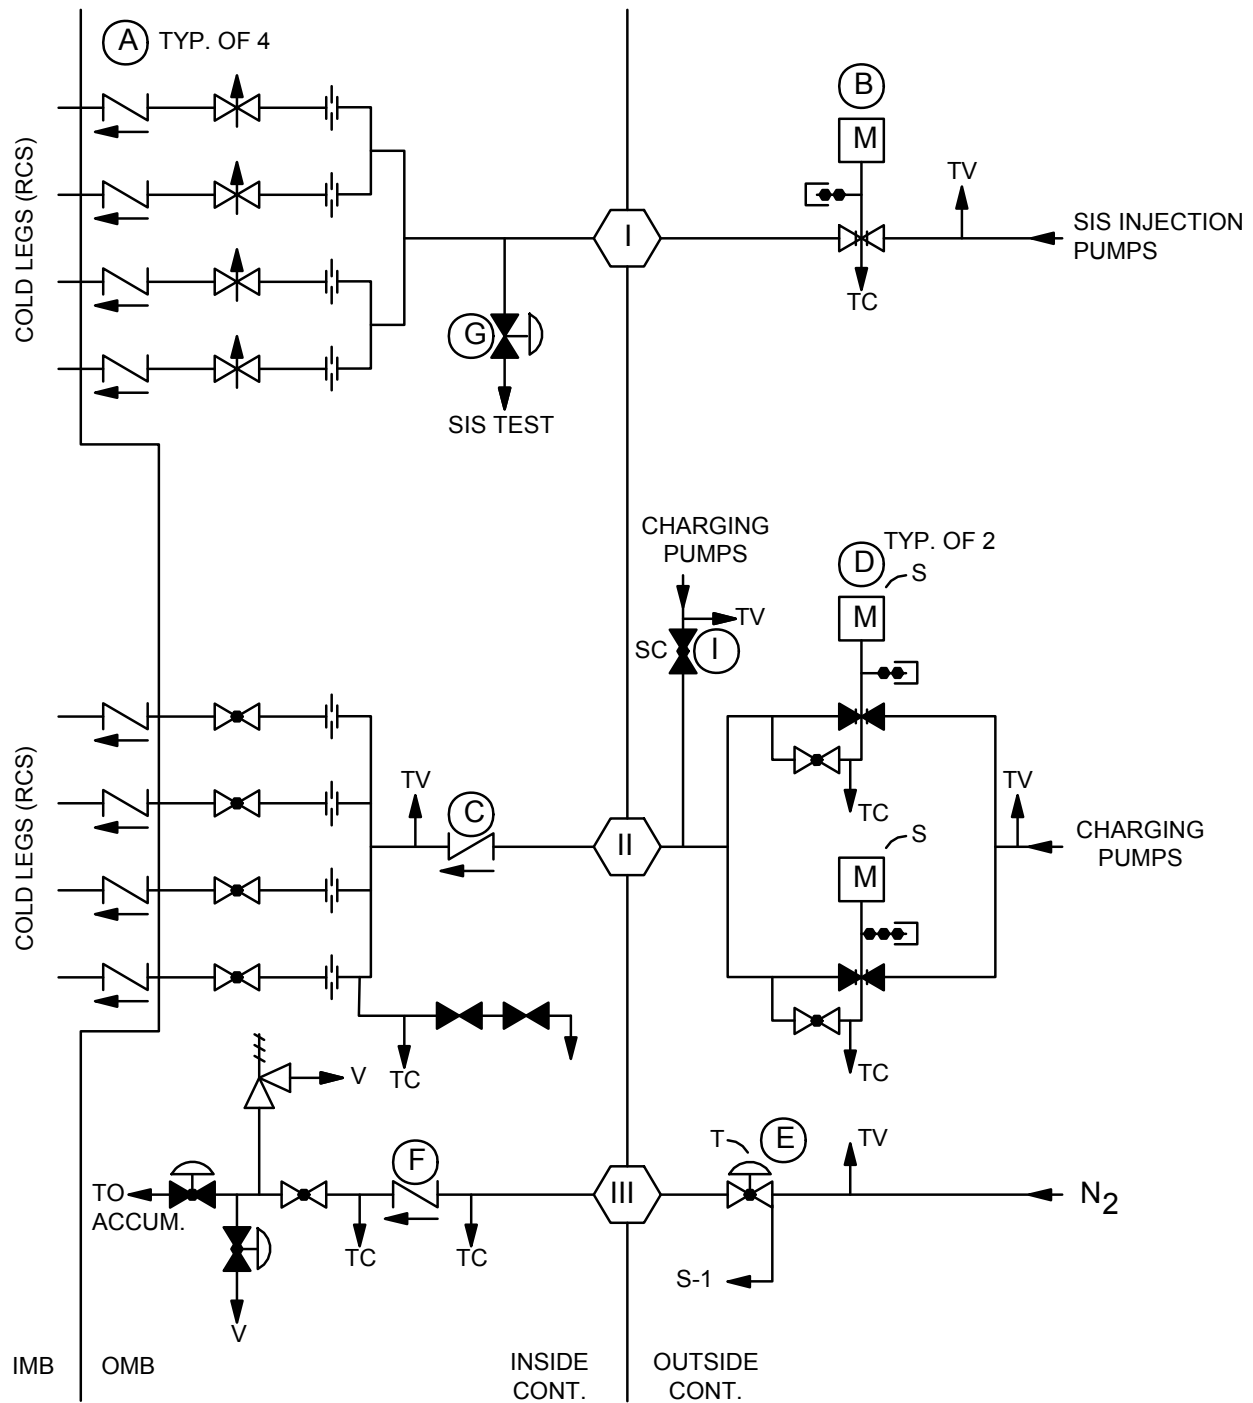 A TYP. OF 4
B
M
TV
COLD LEGS (RCS)
I
SIS INJECTION
PUMPS
TC
G
SIS TEST
CHARGING
PUMPS
TYP. OF 2
D
S
M
TV
SC
I
COLD LEGS (RCS)
TV
C
TC
TV
S
II
CHARGING
PUMPS
M
TC
V
TC
T
E
TV
F
TO
ACCUM.
III
N2
TC
TC
S-1
V
IMB
OMB
INSIDE
CONT.
OUTSIDE
CONT.